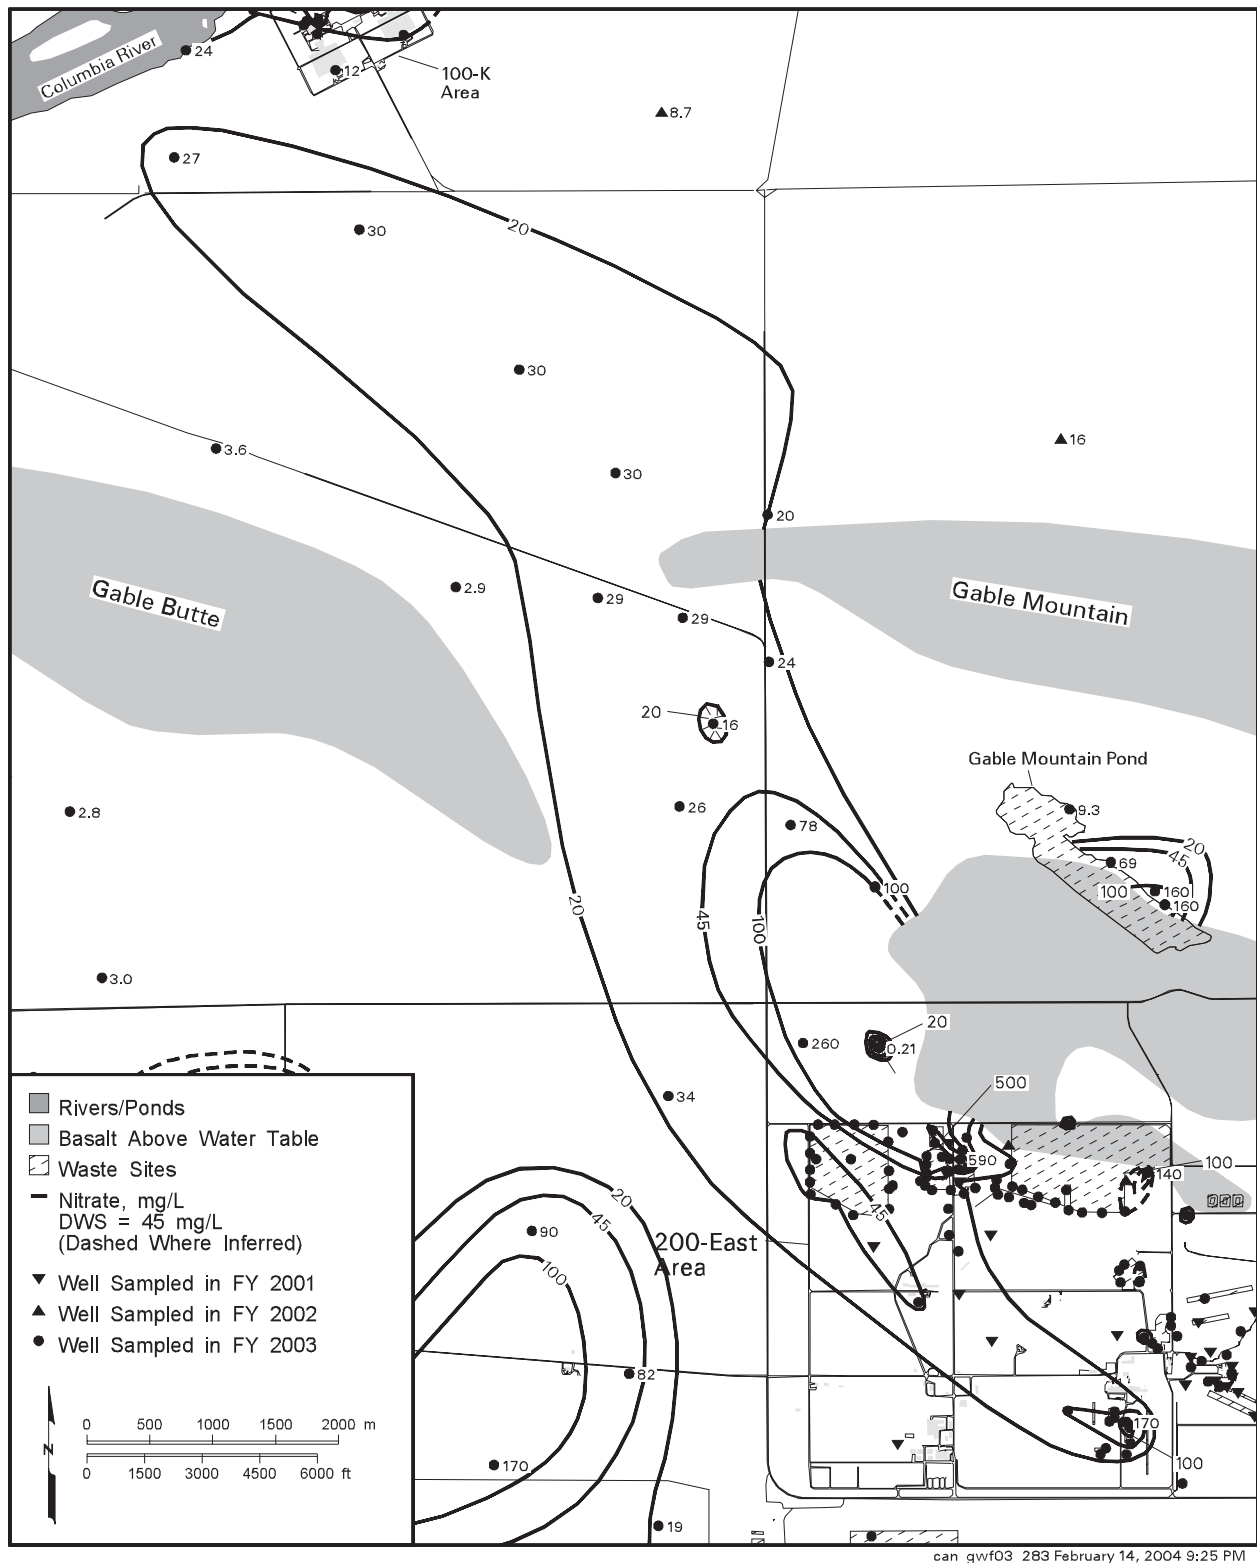 Columbia River
24
12
100-K
Area
8.7
27
30
20
30
16
3.6
30
20
Gable Butte
2.9
29
29
Gable Mountain
24
20
16
Gable Mountain Pond
2.8
26
78
9.3
20
45
69
100
160
160
100
20
45
100
3.0
260
20
0.21
500
34
590
100
140
Rivers/Ponds
Basalt Above Water Table
Waste Sites
Nitrate, mg/L
DWS = 45 mg/L
(Dashed Where Inferred)
Well Sampled in FY 2001
Well Sampled in FY 2002
Well Sampled in FY 2003
0 500 1000 1500 2000 m
0 1500 3000 4500 6000 ft
N
20
45
90
100
200-East
Area
45
82
170
170
100
19
can_gwf03_283 February 14, 2004 9:25 PM